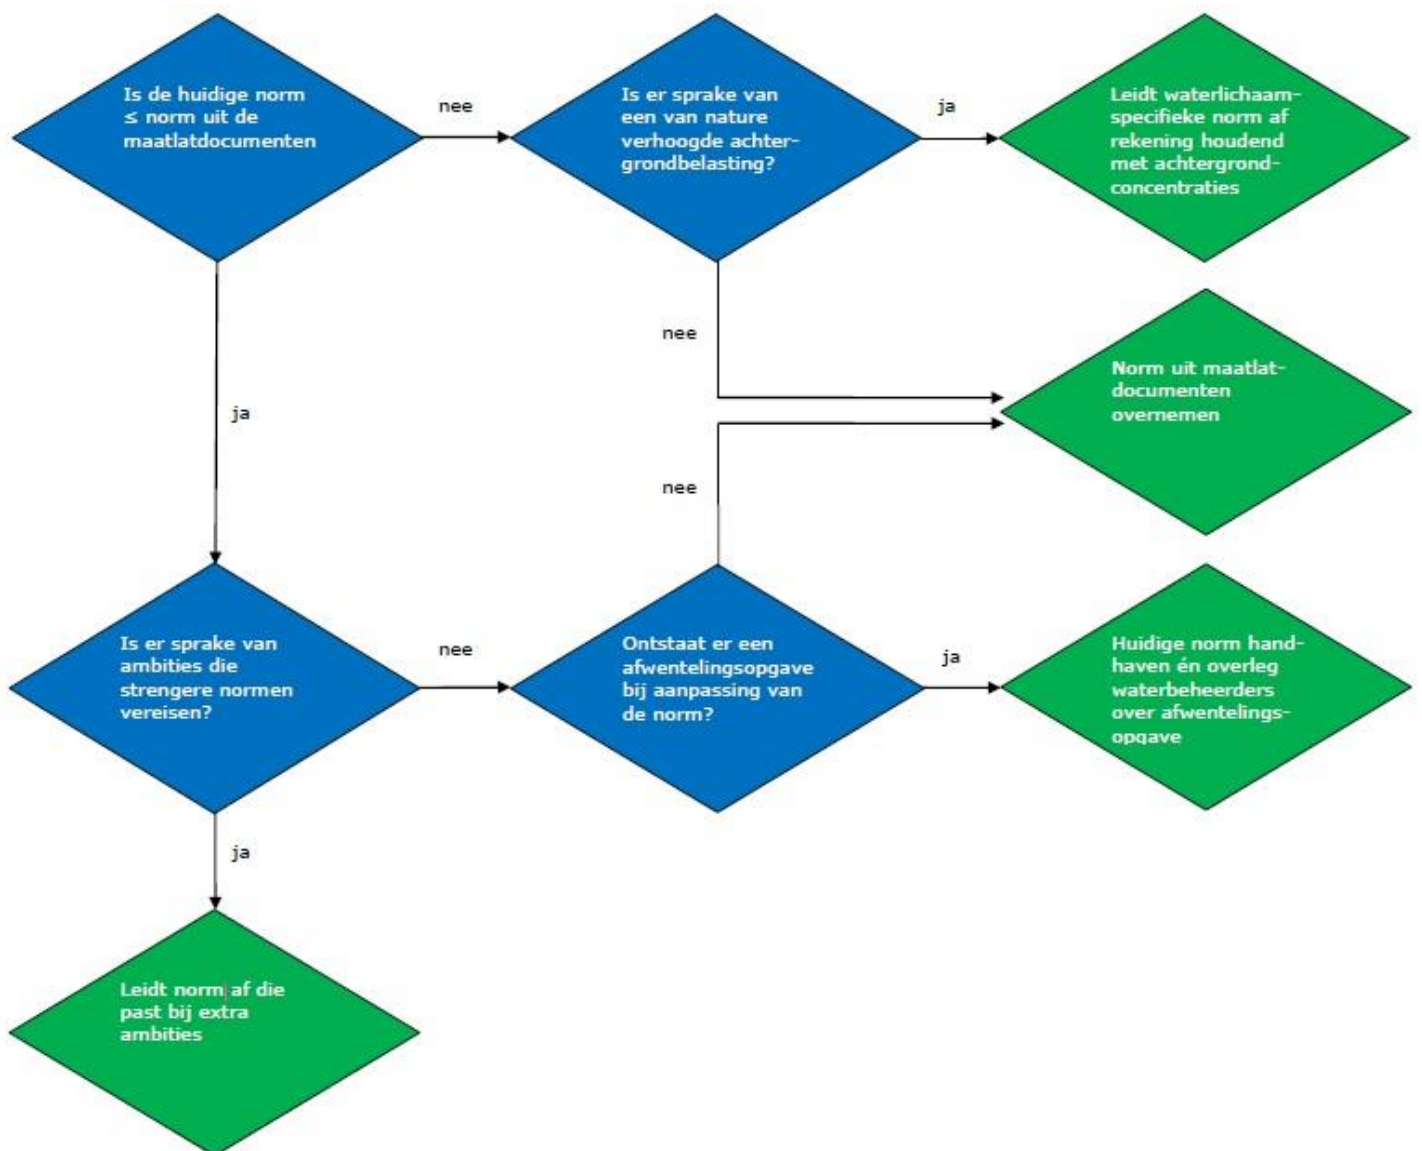 Is de huidige norm
≤ norm uit de
maatlatdocumenten
nee
Is er sprake van
een van nature
verhoogde achter-
grondbelasting?
ja
Leidt waterlichaam-
specifieke norm af
rekening houdend
met achtergrond-
concentraties
nee
Norm uit maatlat-
documenten
overnemen
ja
nee
Is er sprake van
ambities die
strengere normen
vereisen?
nee
Ontstaat er een
afwentelingsopgave
bij aanpassing van
de norm?
ja
Huidige norm hand-
haven én overleg
waterbeheerders
over afwentelings-
opgave
ja
Leidt norm af die
past bij extra
ambities